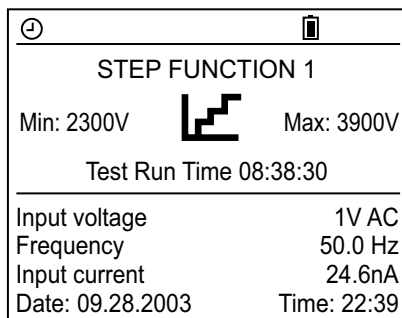 STEP FUNCTION 1
Min: 2300V Max: 3900V
Test Run Time 08:38:30
Input voltage 1V AC
Frequency 50.0 Hz
Input current 24.6nA
Date: 09.28.2003 Time: 22:39